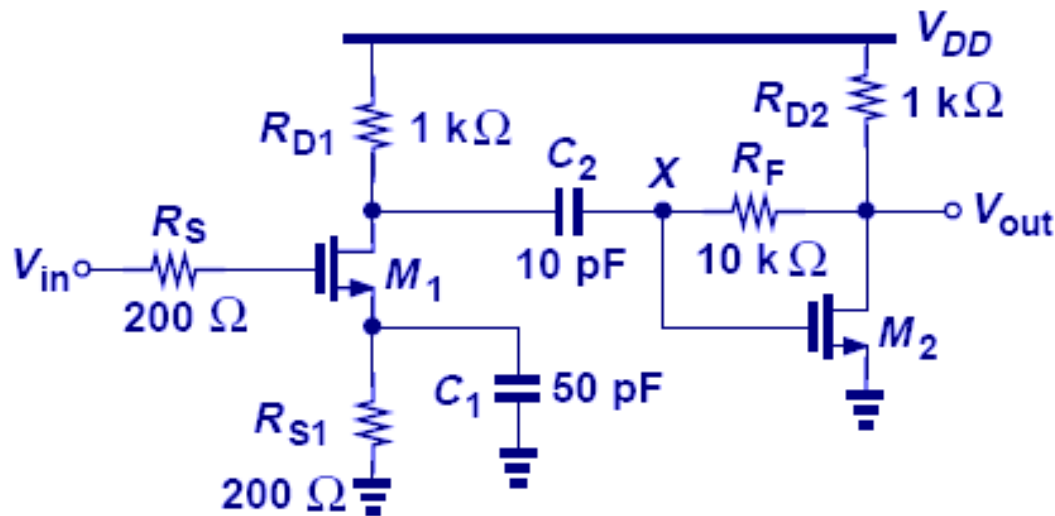 V_DD
R_D1
1 kΩ
R_D2
1 kΩ
C_2
X
R_F
V_out
10 pF
10 kΩ
R_S
V_in
200 Ω
M_1
M_2
C_1
50 pF
R_S1
200 Ω